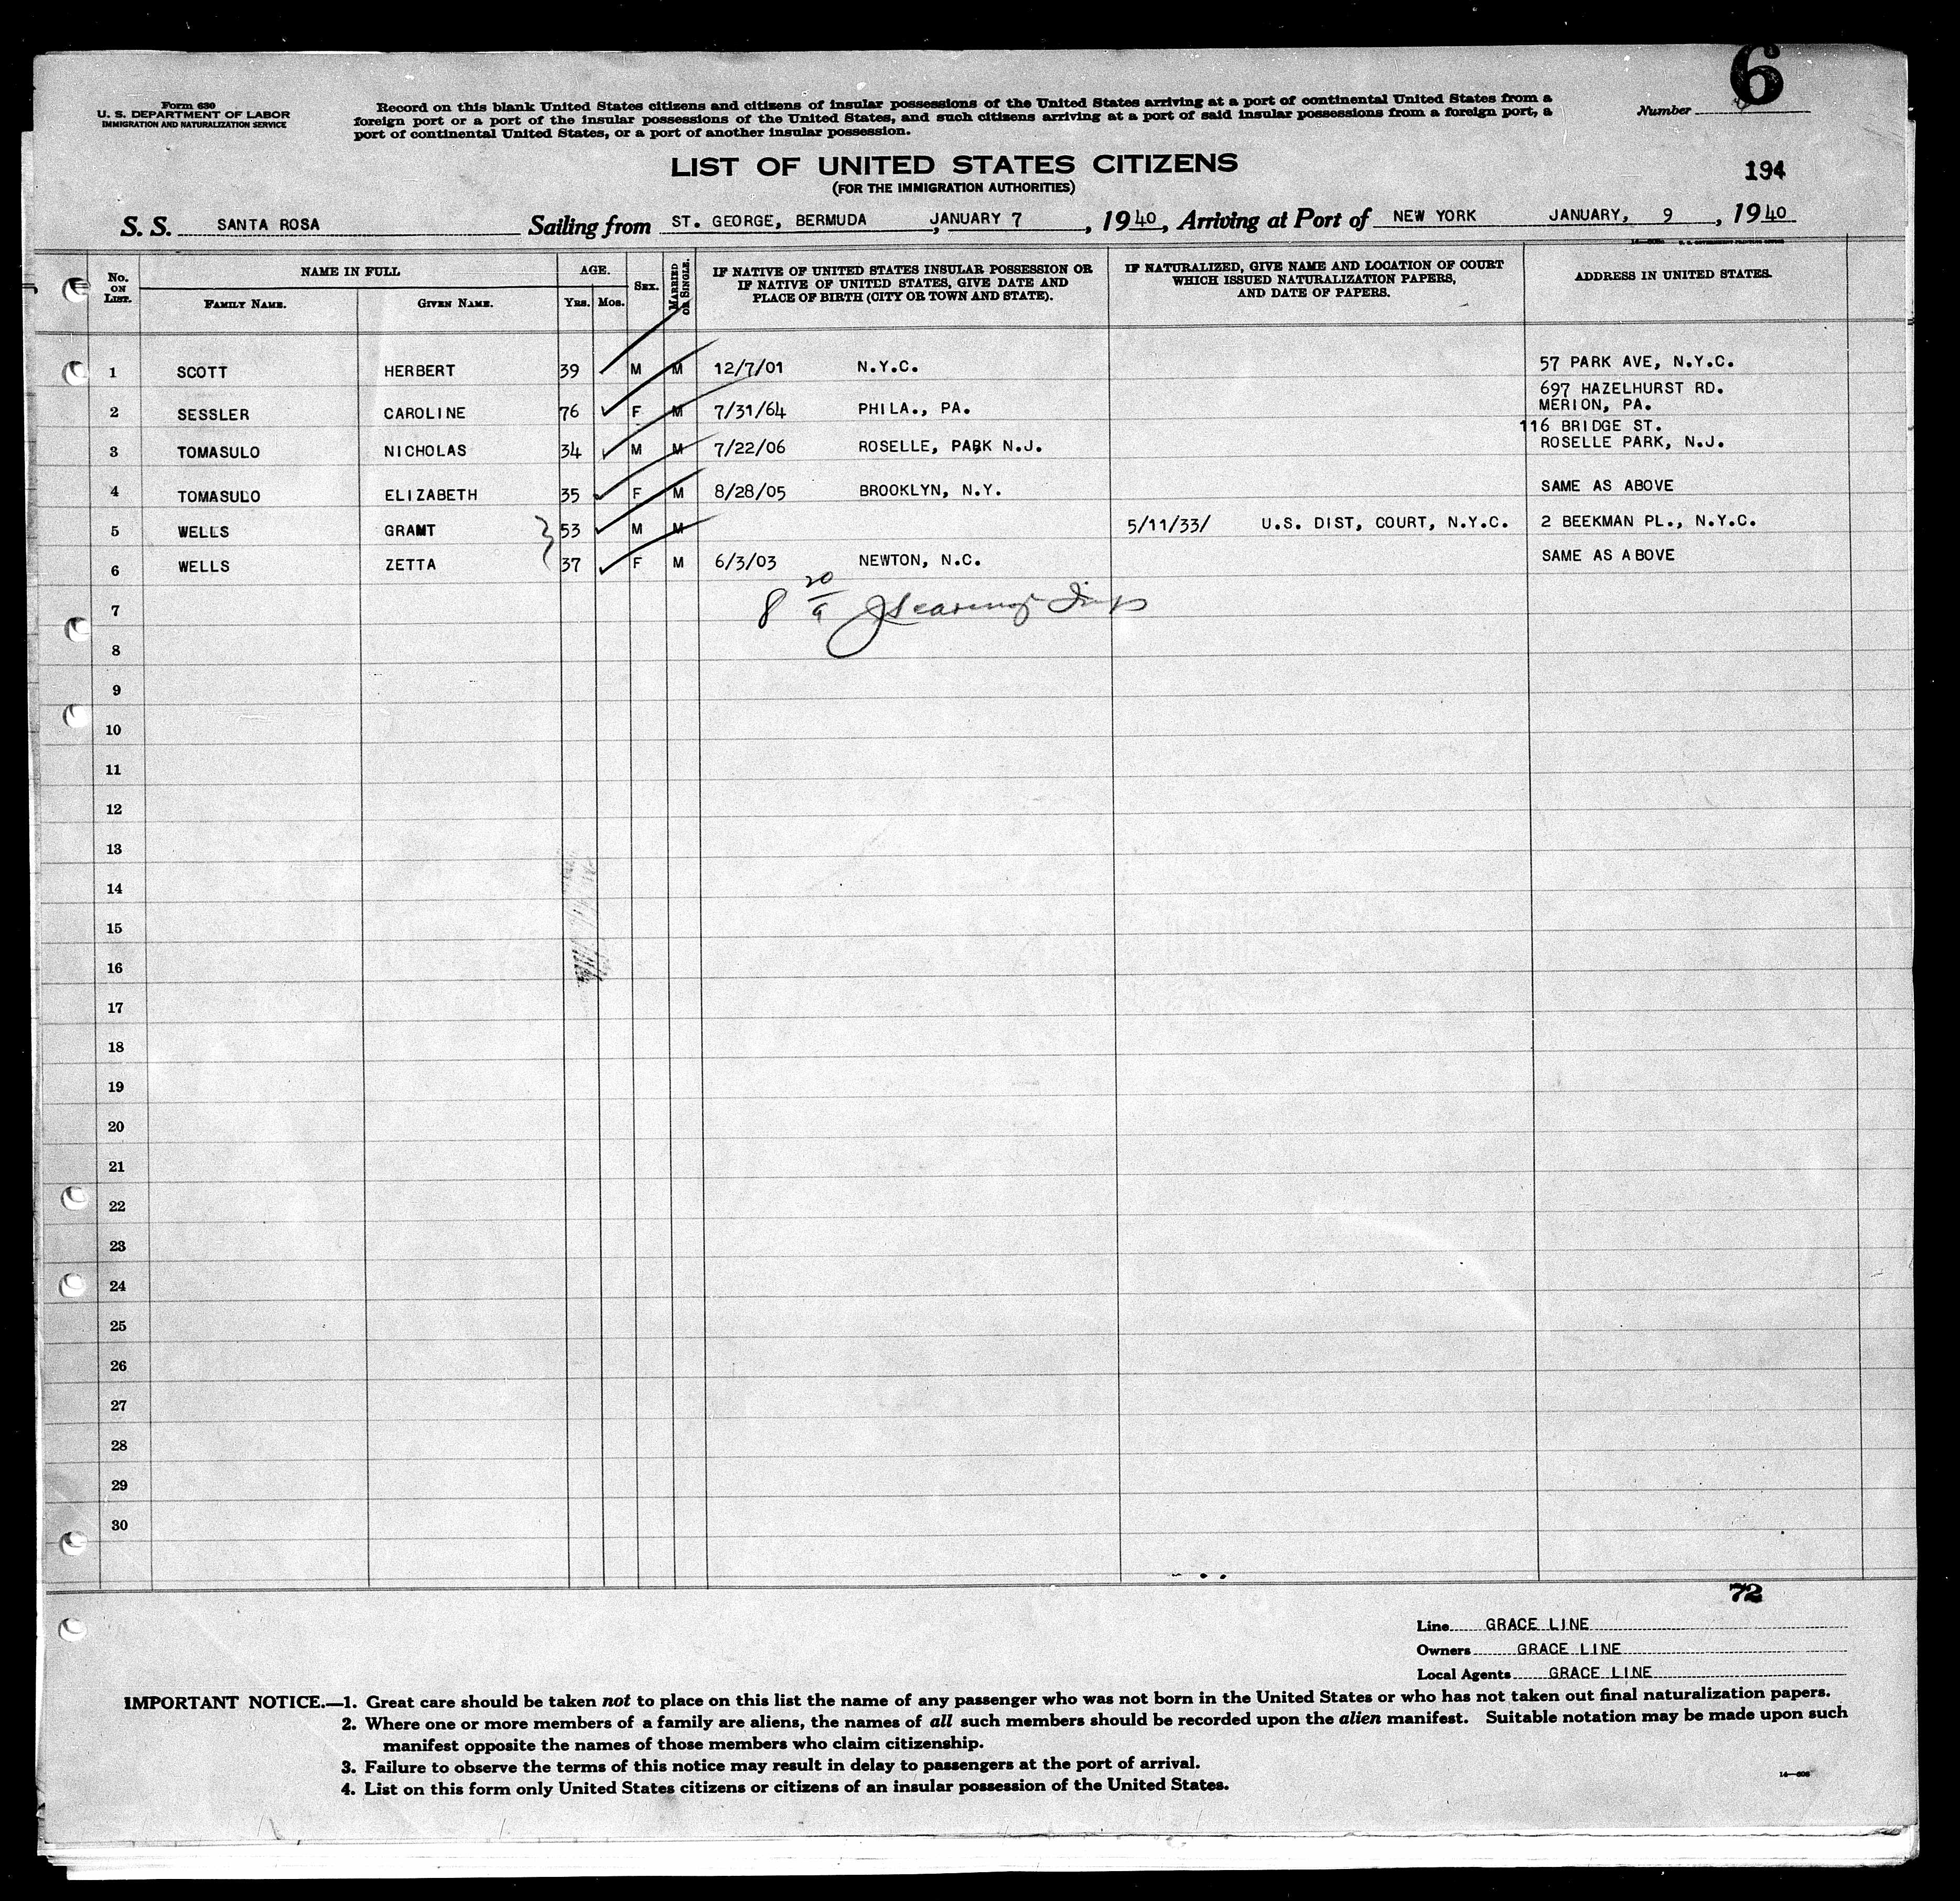 6
Form 630
U. S. DEPARTMENT OF LABOR
IMMIGRATION AND NATURALIZATION SERVICE
Record on this blank United States citizens and citizens of insular possessions of the United States arriving at a port of continental United States from a
foreign port or a port of the insular possessions of the United States, and such citizens arriving at a port of said insular possessions from a foreign port, a
port of continental United States, or a port of another insular possession.
Number
LIST OF UNITED STATES CITIZENS
(FOR THE IMMIGRATION AUTHORITIES)
194
S. S. SANTA ROSA Sailing from ST. GEORGE, BERMUDA, JANUARY 7, 1940, Arriving at Port of NEW YORK JANUARY, 9, 1940
No. ON LIST. NAME IN FULL FAMILY NAME. GIVEN NAME. AGE. YRS. MOS. SEX. MARRIED OR SINGLE. IF NATIVE OF UNITED STATES INSULAR POSSESSION OR IF NATIVE OF UNITED STATES, GIVE DATE AND PLACE OF BIRTH (CITY OR TOWN AND STATE). IF NATURALIZED, GIVE NAME AND LOCATION OF COURT WHICH ISSUED NATURALIZATION PAPERS, AND DATE OF PAPERS. ADDRESS IN UNITED STATES.
1 SCOTT HERBERT 39 M M 12/7/01 N.Y.C. 57 PARK AVE, N.Y.C.
2 SESSLER CAROLINE 76 F M 7/31/64 PHILA., PA. 697 HAZELHURST RD. MERION, PA.
3 TOMASULO NICHOLAS 34 M M 7/22/06 ROSELLE, PARK N.J. 116 BRIDGE ST. ROSELLE PARK, N.J.
4 TOMASULO ELIZABETH 35 F M 8/28/05 BROOKLYN, N.Y. SAME AS ABOVE
5 WELLS GRANT 53 M M 5/11/33/ U.S. DIST, COURT, N.Y.C. 2 BEEKMAN PL., N.Y.C.
6 WELLS ZETTA 37 F M 6/3/03 NEWTON, N.C. SAME AS ABOVE
7 8 20/9
8
9
10
11
12
13
14
15
16
17
18
19
20
21
22
23
24
25
26
27
28
29
30
72
Line GRACE LINE
Owners GRACE LINE
Local Agents GRACE LINE
IMPORTANT NOTICE.—1. Great care should be taken not to place on this list the name of any passenger who was not born in the United States or who has not taken out final naturalization papers.
2. Where one or more members of a family are aliens, the names of all such members should be recorded upon the alien manifest. Suitable notation may be made upon such
manifest opposite the names of those members who claim citizenship.
3. Failure to observe the terms of this notice may result in delay to passengers at the port of arrival.
4. List on this form only United States citizens or citizens of an insular possession of the United States.